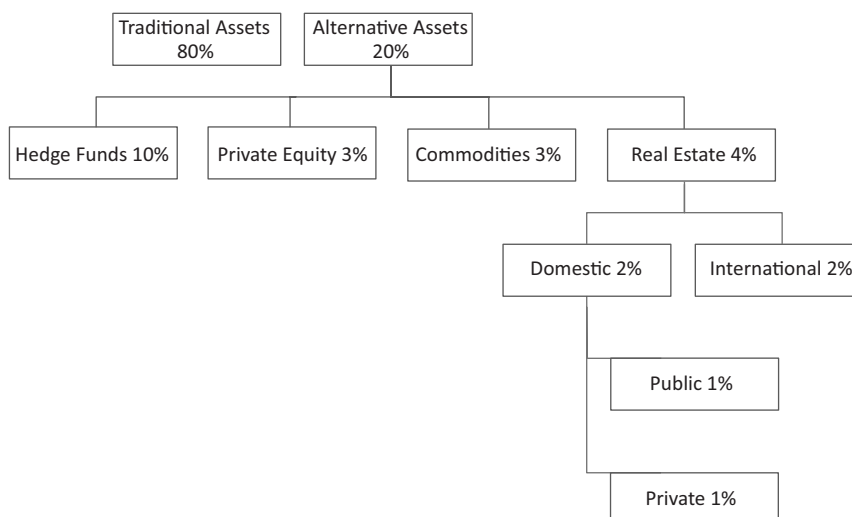 Traditional Assets
80%
Alternative Assets
20%
Hedge Funds 10%
Private Equity 3%
Commodities 3%
Real Estate 4%
Domestic 2%
International 2%
Public 1%
Private 1%